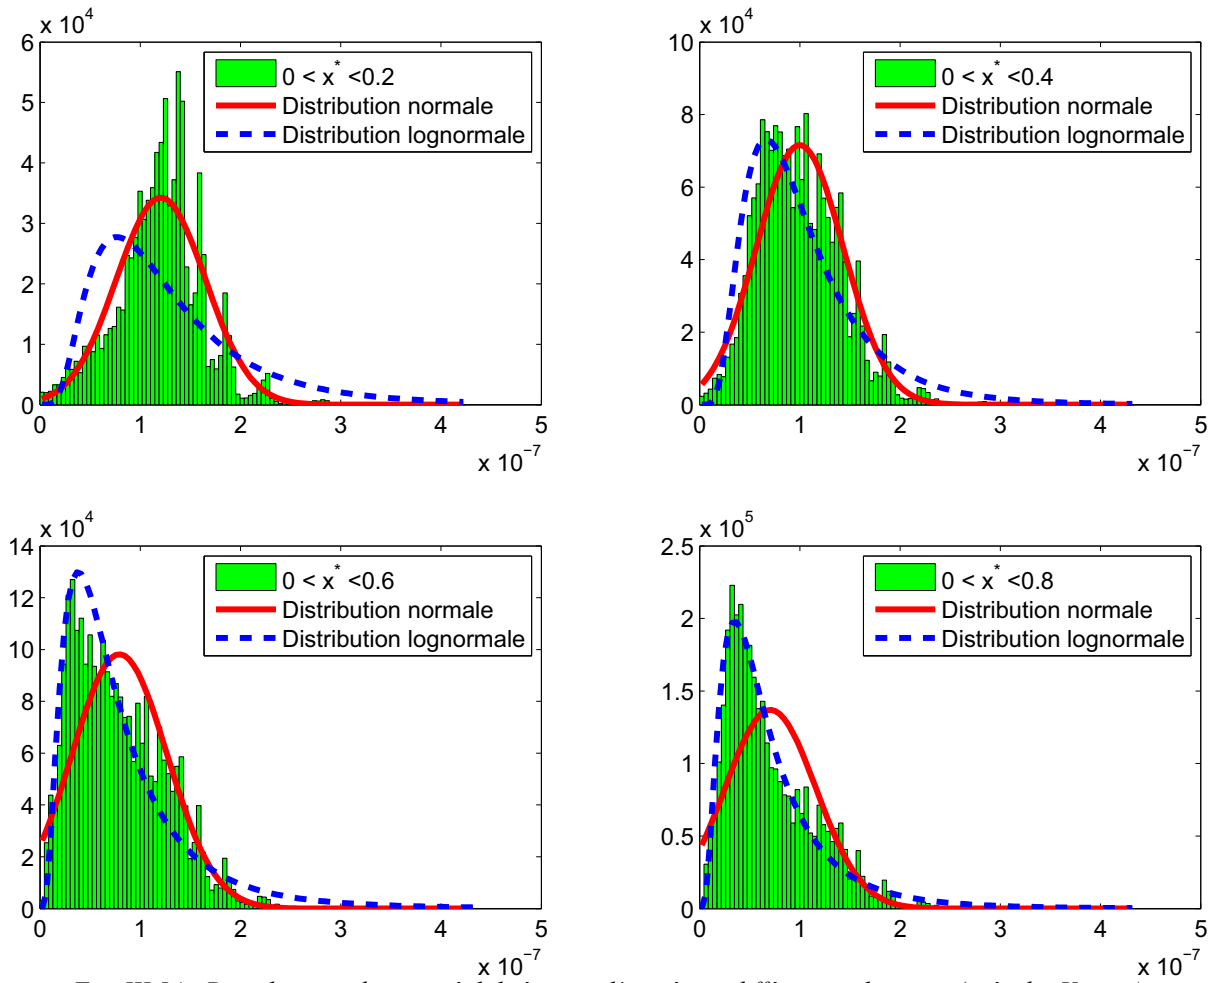 x 10^4
6
5
4
3
2
1
0
0 1 2 3 4 5
x 10^-7
0 < x^* <0.2
Distribution normale
Distribution lognormale
x 10^4
10
8
6
4
2
0
0 1 2 3 4 5
x 10^-7
0 < x^* <0.4
Distribution normale
Distribution lognormale
x 10^4
14
12
10
8
6
4
2
0
0 1 2 3 4 5
x 10^-7
0 < x^* <0.6
Distribution normale
Distribution lognormale
x 10^5
2.5
2
1.5
1
0.5
0
0 1 2 3 4 5
x 10^-7
0 < x^* <0.8
Distribution normale
Distribution lognormale